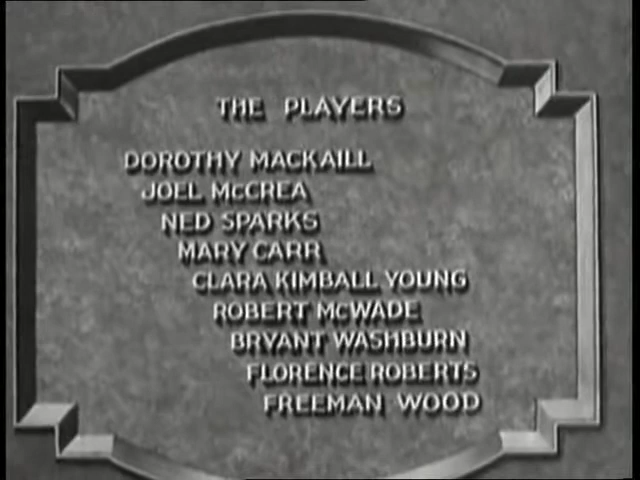 THE PLAYERS
DOROTHY MACKAILL
JOEL McCREA
NED SPARKS
MARY CARR
CLARA KIMBALL YOUNG
ROBERT McWADE
BRYANT WASHBURN
FLORENCE ROBERTS
FREEMAN WOOD